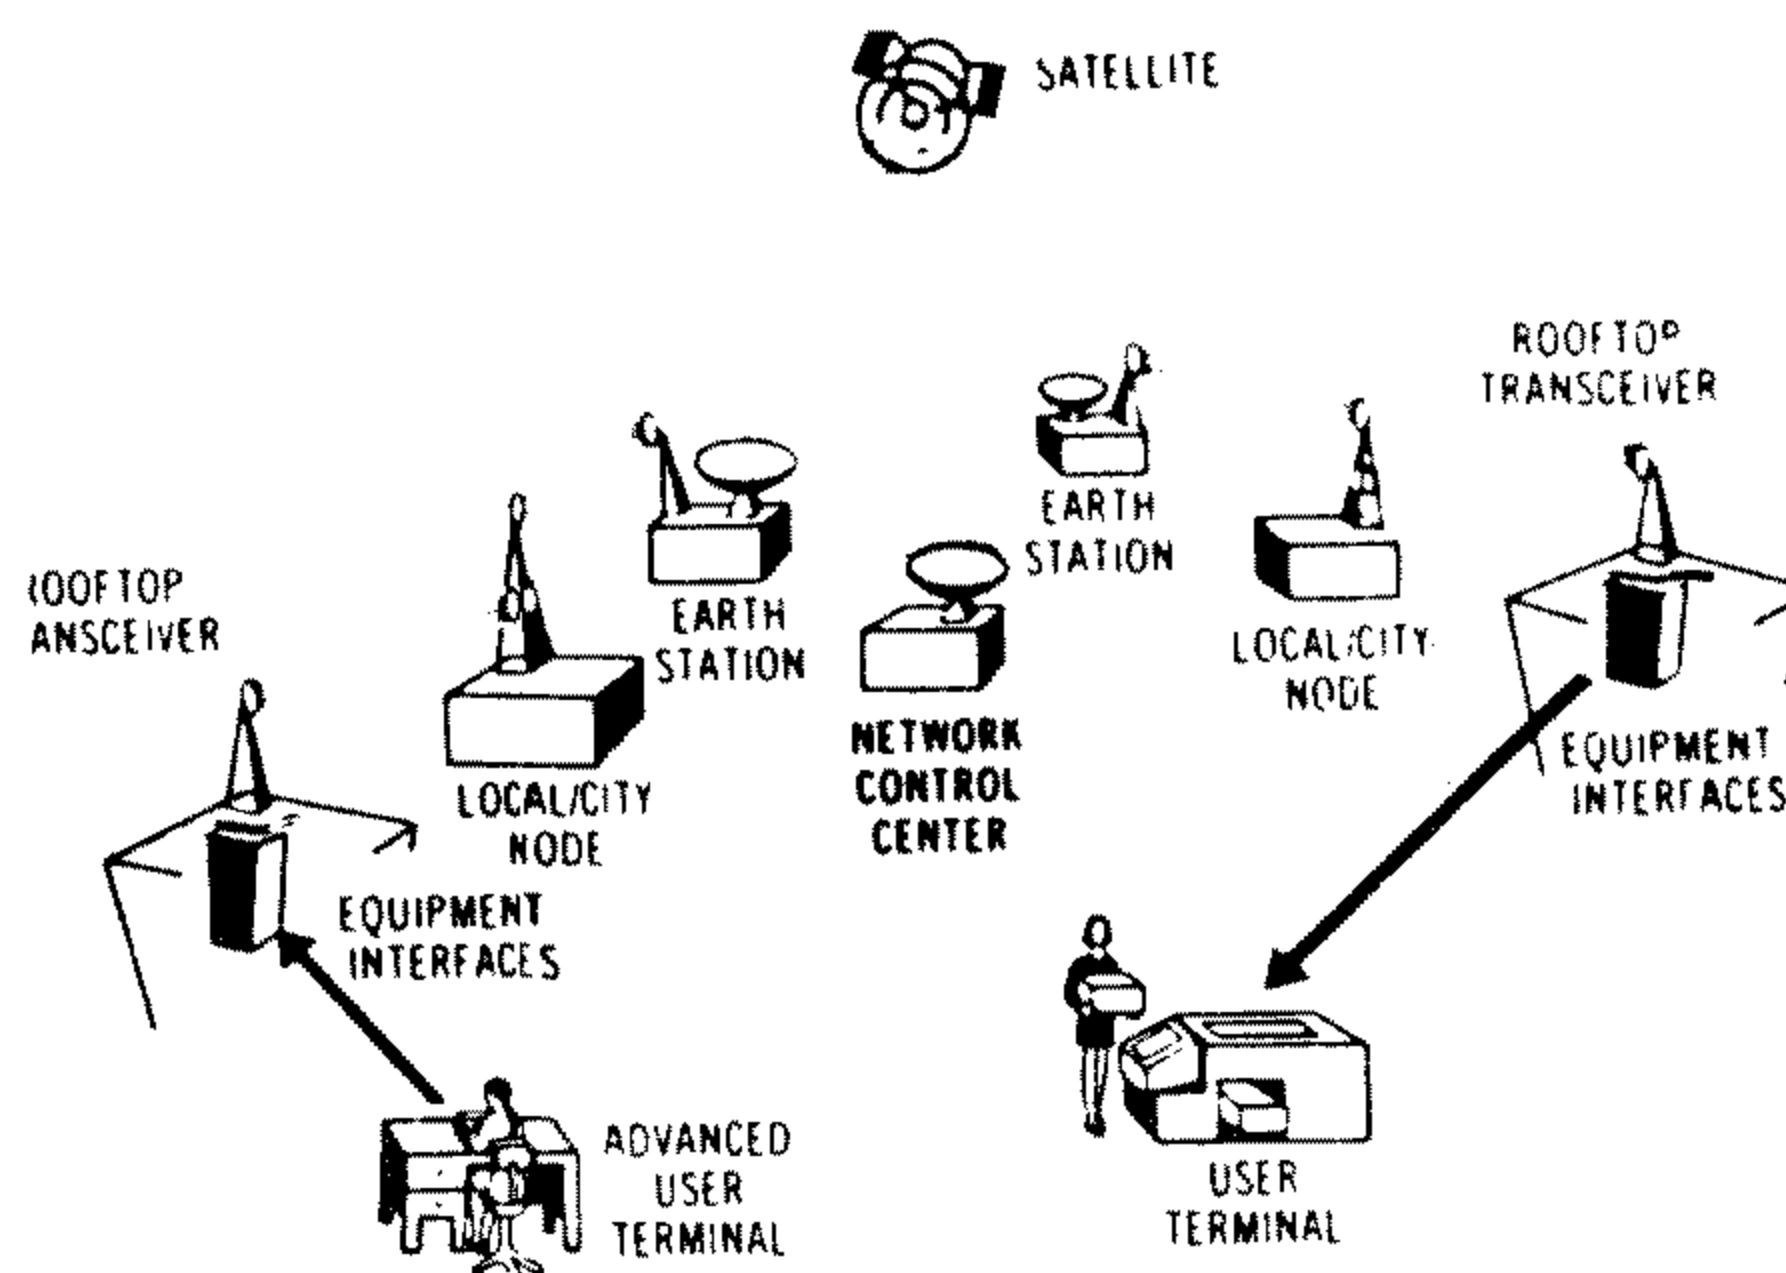 SATELLITE
ROOFTOP
TRANSCEIVER
EARTH
STATION
ROOFTOP
ANSCEIVER
EARTH
STATION
LOCAL/CITY
NODE
NETWORK
CONTROL
CENTER
EQUIPMENT
INTERFACES
LOCAL/CITY
NODE
EQUIPMENT
INTERFACES
ADVANCED
USER
TERMINAL
USER
TERMINAL